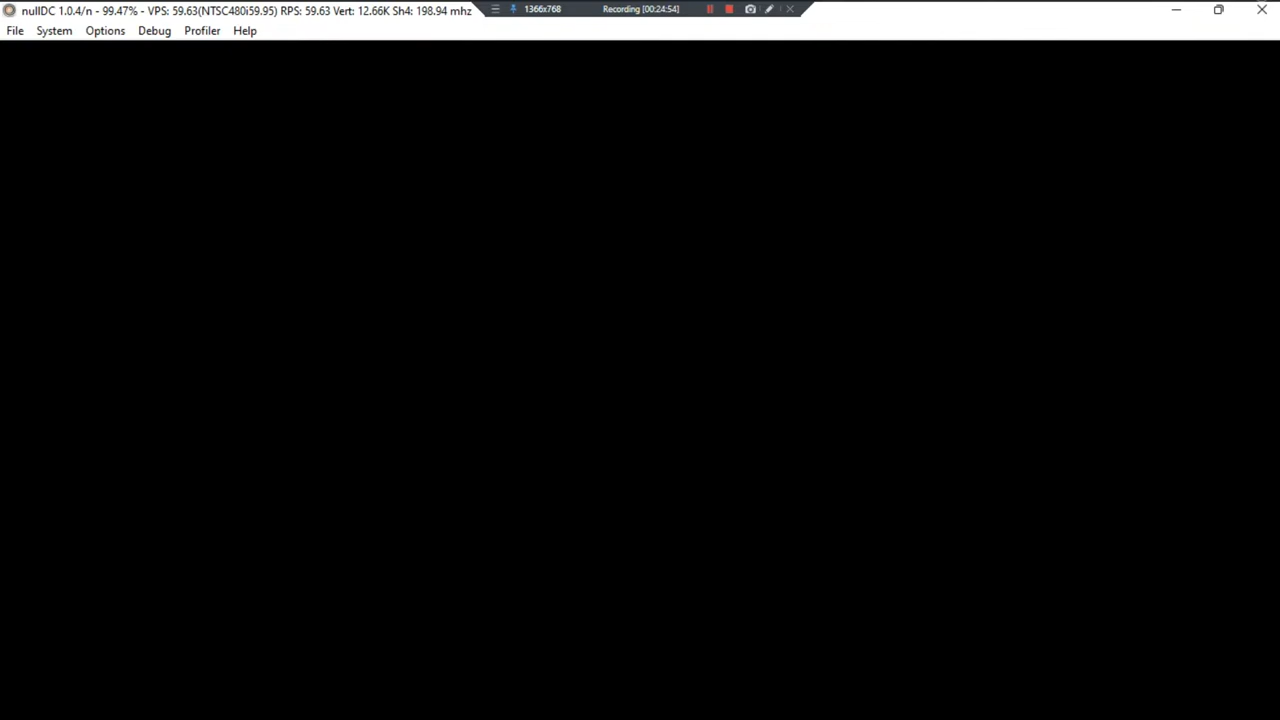 nullDC 1.0.4/n - 99.47% - VPS: 59.63(NTSC480i59.95) RPS: 59.63 Vert: 12.66K Sh4: 198.94 mhz
1366x768 Recording [00:24:54]
File System Options Debug Profiler Help